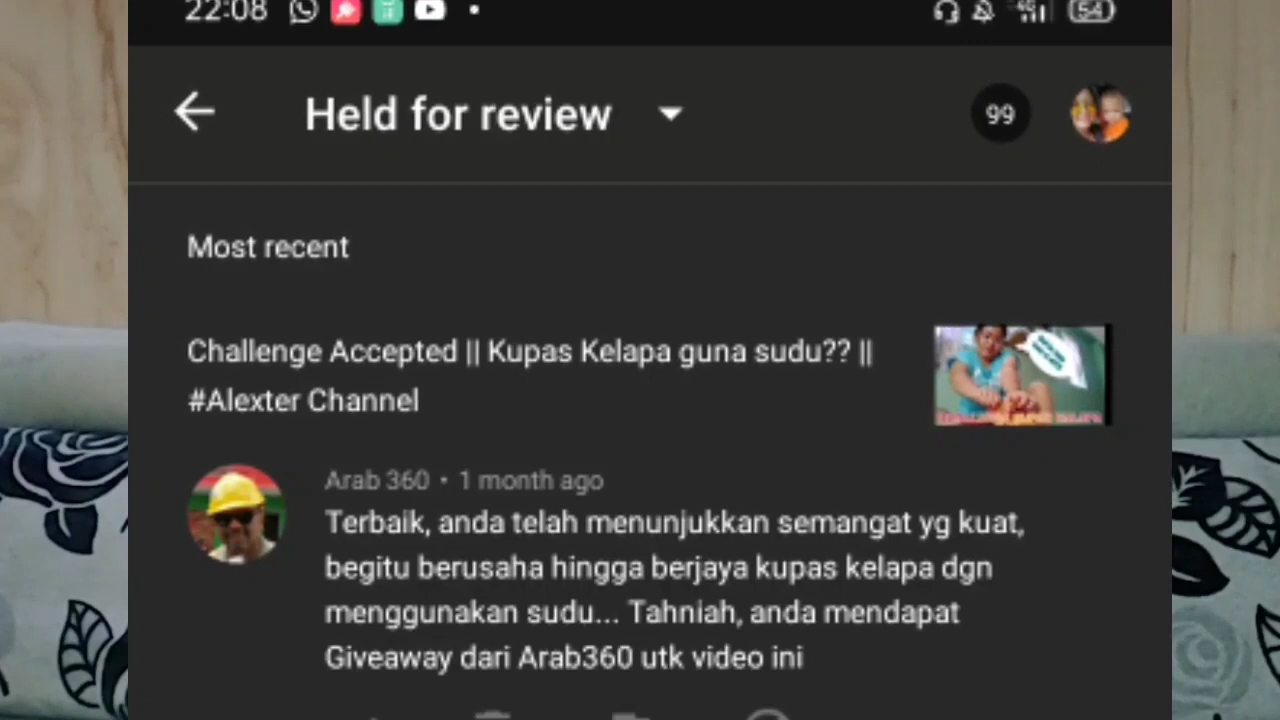 22:08
54
Held for review
99
Most recent
Challenge Accepted || Kupas Kelapa guna sudu?? ||
#Alexter Channel
Arab 360 • 1 month ago
Terbaik, anda telah menunjukkan semangat yg kuat,
begitu berusaha hingga berjaya kupas kelapa dgn
menggunakan sudu... Tahniah, anda mendapat
Giveaway dari Arab360 utk video ini